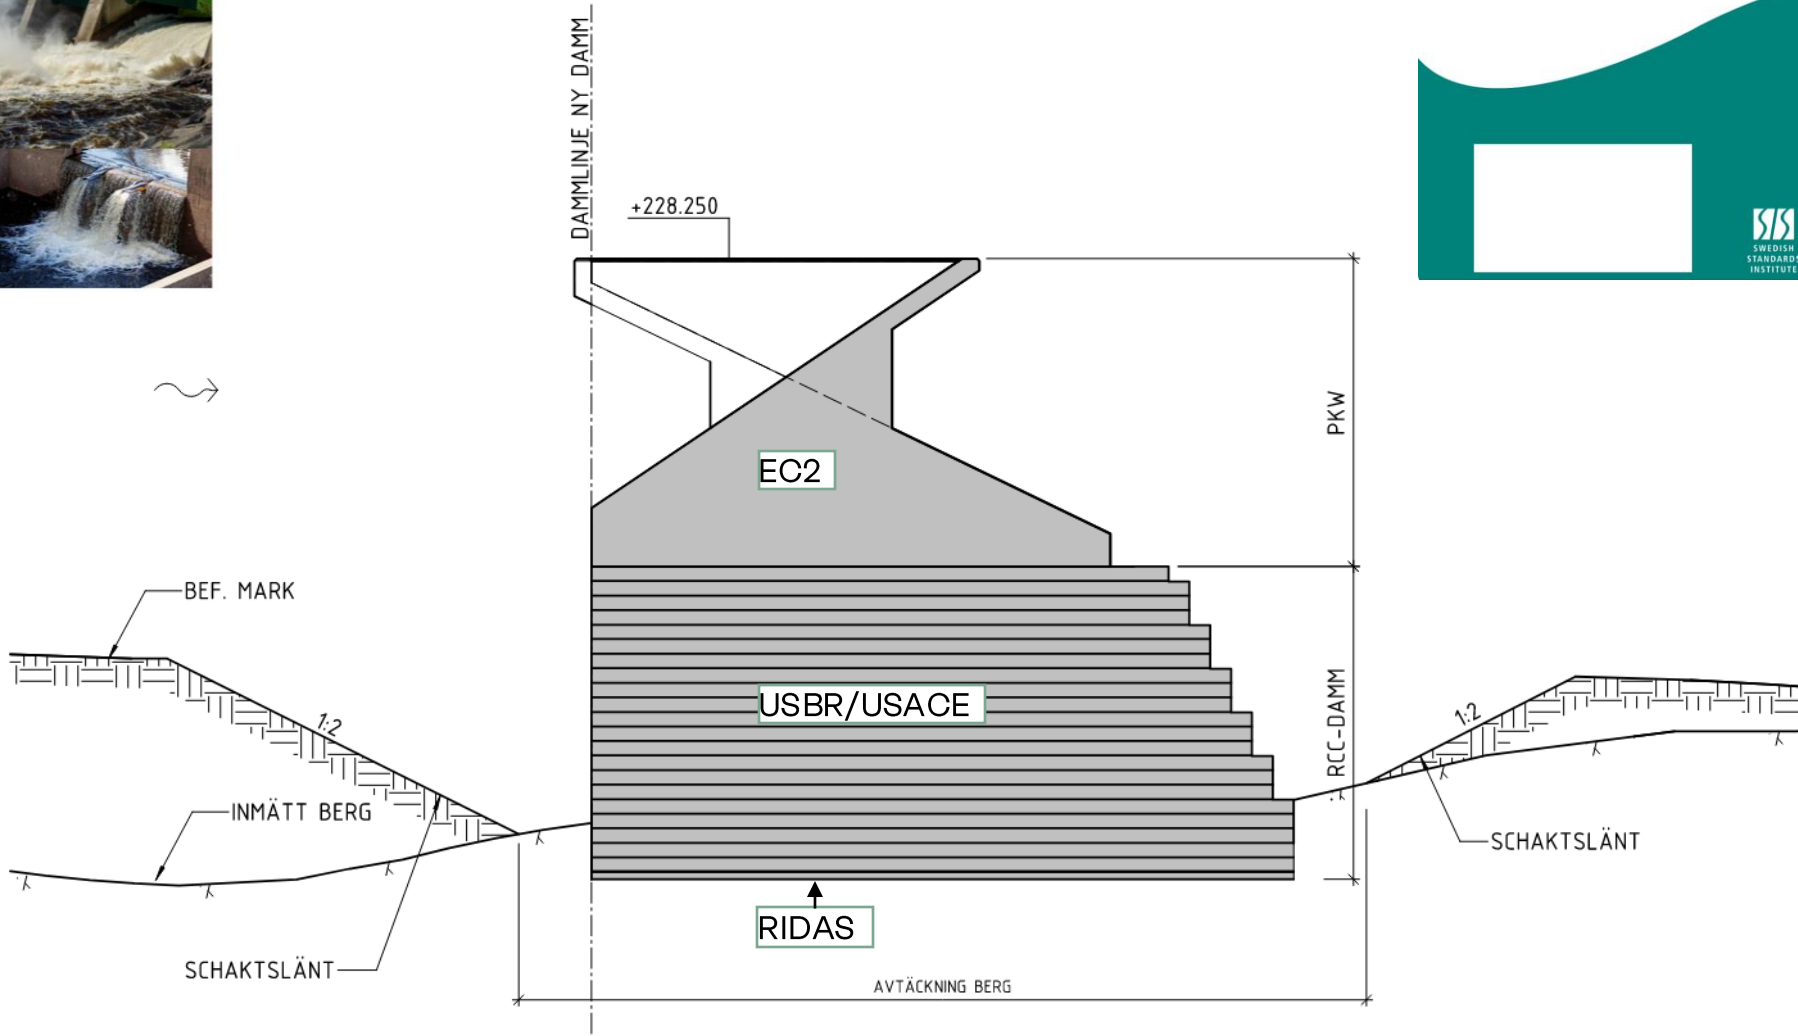 DAMMLINJE NY DAMM
+228.250
SIS
SWEDISH
STANDARDS
INSTITUTE
PKW
EC2
BEF. MARK
1:2
USBR/USACE
RCC-DAMM
1:2
INMÄTT BERG
SCHAKTSLÄNT
RIDAS
SCHAKTSLÄNT
AVTÄCKNING BERG